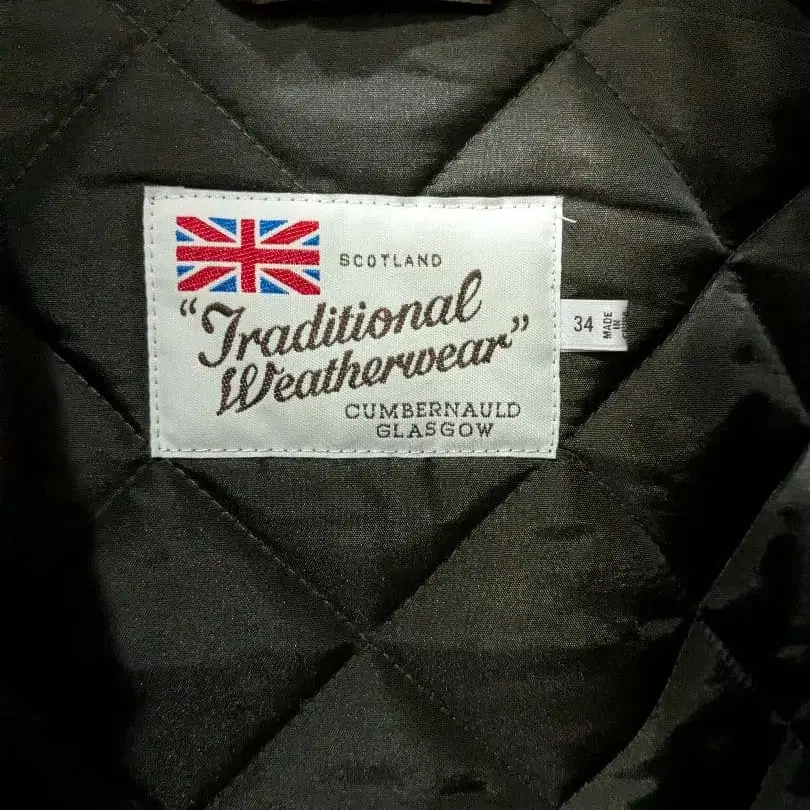 SCOTLAND
“Traditional
Weatherwear”
CUMBERNAULD
GLASGOW
34
MADE
IN